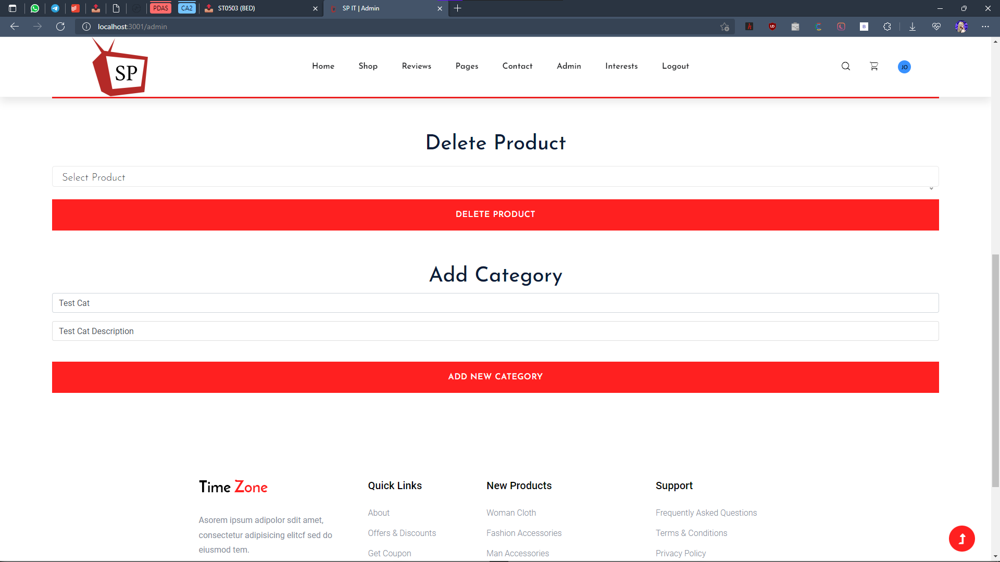 PDAS
CA2
ST0503 (BED)
SP IT | Admin
localhost:3001/admin
SP
Home
Shop
Reviews
Pages
Contact
Admin
Interests
Logout
JO
Delete Product
Select Product
DELETE PRODUCT
Add Category
Test Cat
Test Cat Description
ADD NEW CATEGORY
Time Zone
Asorem ipsum adipolor sdit amet,
consectetur adipisicing elitcf sed do
eiusmod tem.
Quick Links
About
Offers & Discounts
Get Coupon
New Products
Woman Cloth
Fashion Accessories
Man Accessories
Support
Frequently Asked Questions
Terms & Conditions
Privacy Policy